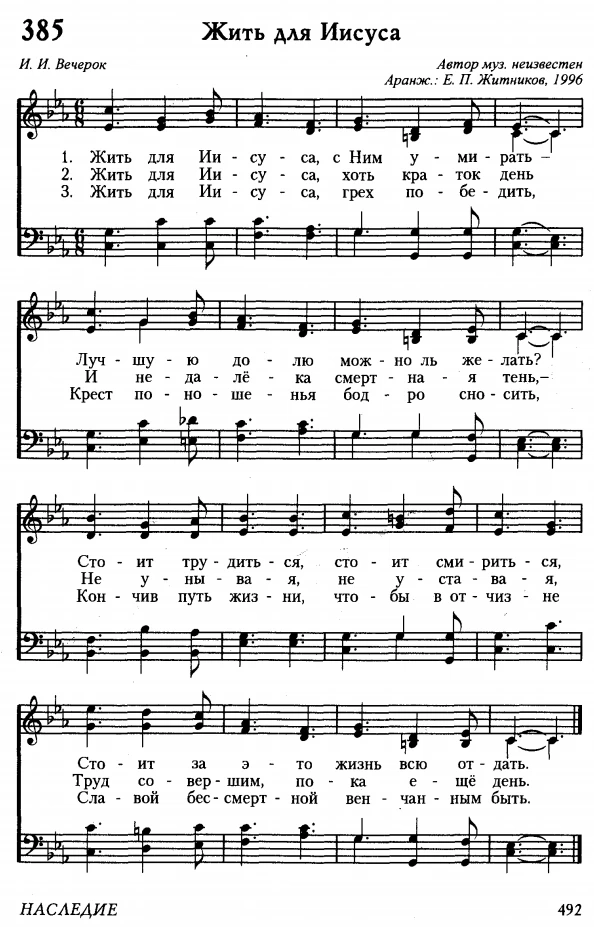 385 Жить для Иисуса
И. И. Вечерок Автор муз. неизвестен
Аранж.: Е. П. Житников, 1996
1. Жить для Ии - су - са, с Ним у - ми - рать –
2. Жить для Ии - су - са, хоть кра - ток день
3. Жить для Ии - су - са, грех по - бе - дить,
Луч - шу - ю до - лю мож - но ль же - лать?
И не - да - лё - ка смерт - на - я тень,–
Крест по - но - ше - нья бод - ро сно - сить,
Сто - ит тру - дить - ся, сто - ит сми - рить - ся,
Не у - ны - ва - я, не у - ста - ва - я,
Кон - чив путь жиз - ни, что - бы в от - чиз - не
Сто - ит за э - то жизнь всю от - дать.
Труд со - вер - шим, по - ка е - щё день.
Сла - вой бес - смерт - ной вен - чан - ным быть.
НАСЛЕДИЕ 492